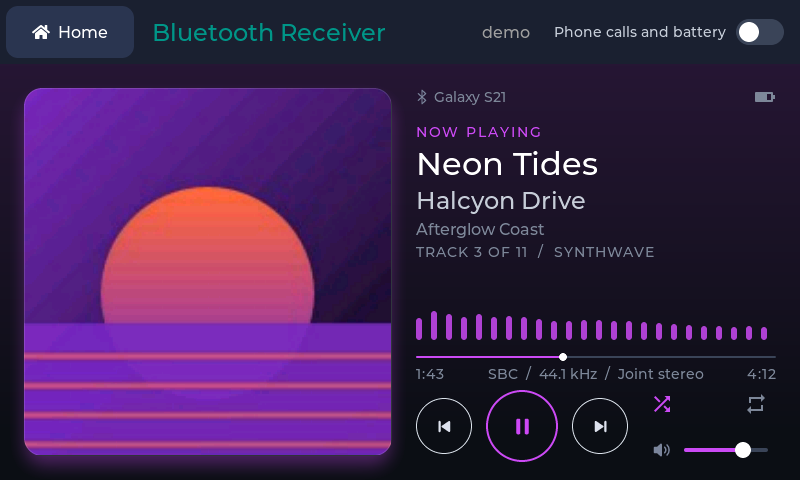 Home
Bluetooth Receiver
demo
Phone calls and battery
Galaxy S21
NOW PLAYING
Neon Tides
Halcyon Drive
Afterglow Coast
TRACK 3 OF 11 / SYNTHWAVE
1:43
SBC / 44.1 kHz / Joint stereo
4:12